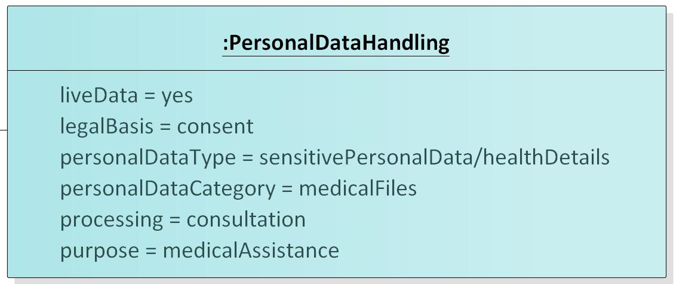 :PersonalDataHandling
liveData = yes
legalBasis = consent
personalDataType = sensitivePersonalData/healthDetails
personalDataCategory = medicalFiles
processing = consultation
purpose = medicalAssistance